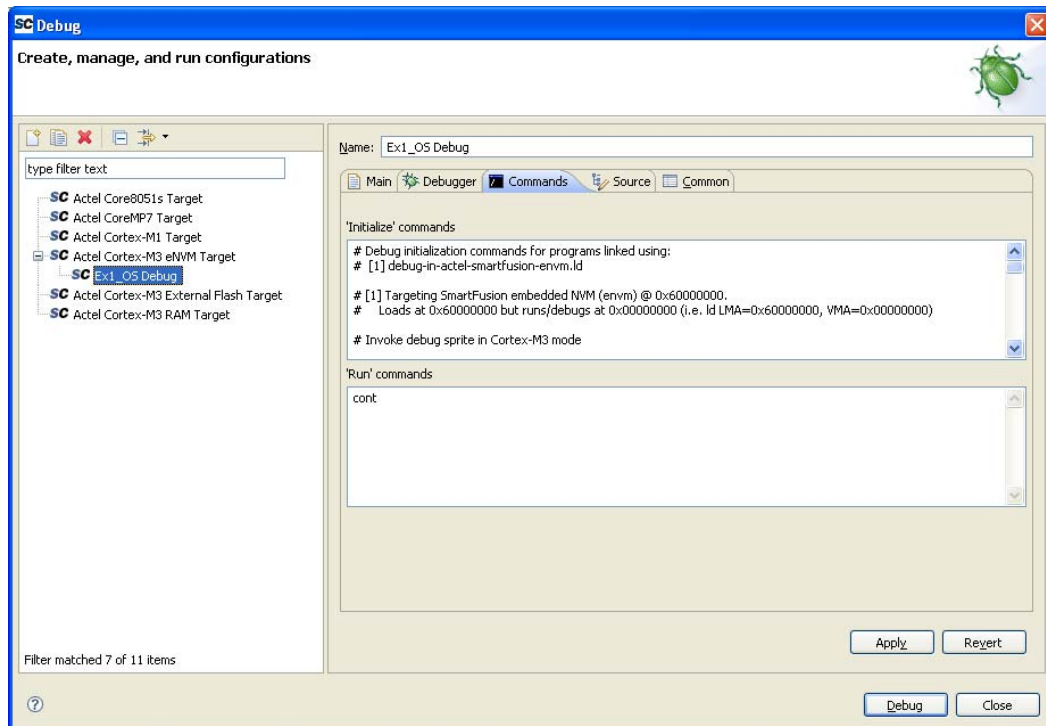 SC Debug
Create, manage, and run configurations
type filter text
SC Actel Core8051s Target
SC Actel CoreMP7 Target
SC Actel Cortex-M1 Target
SC Actel Cortex-M3 eNVM Target
SC Ex1_OS Debug
SC Actel Cortex-M3 External Flash Target
SC Actel Cortex-M3 RAM Target
Filter matched 7 of 11 items
Name: Ex1_OS Debug
Main Debugger Commands Source Common
'Initialize' commands
# Debug initialization commands for programs linked using:
# [1] debug-in-actel-smartfusion-envm.ld
# [1] Targeting SmartFusion embedded NVM (envm) @ 0x60000000.
# Loads at 0x60000000 but runs/debugs at 0x00000000 (i.e. ld LMA=0x60000000, VMA=0x00000000)
# Invoke debug sprite in Cortex-M3 mode
'Run' commands
cont
Apply Revert
? Debug Close